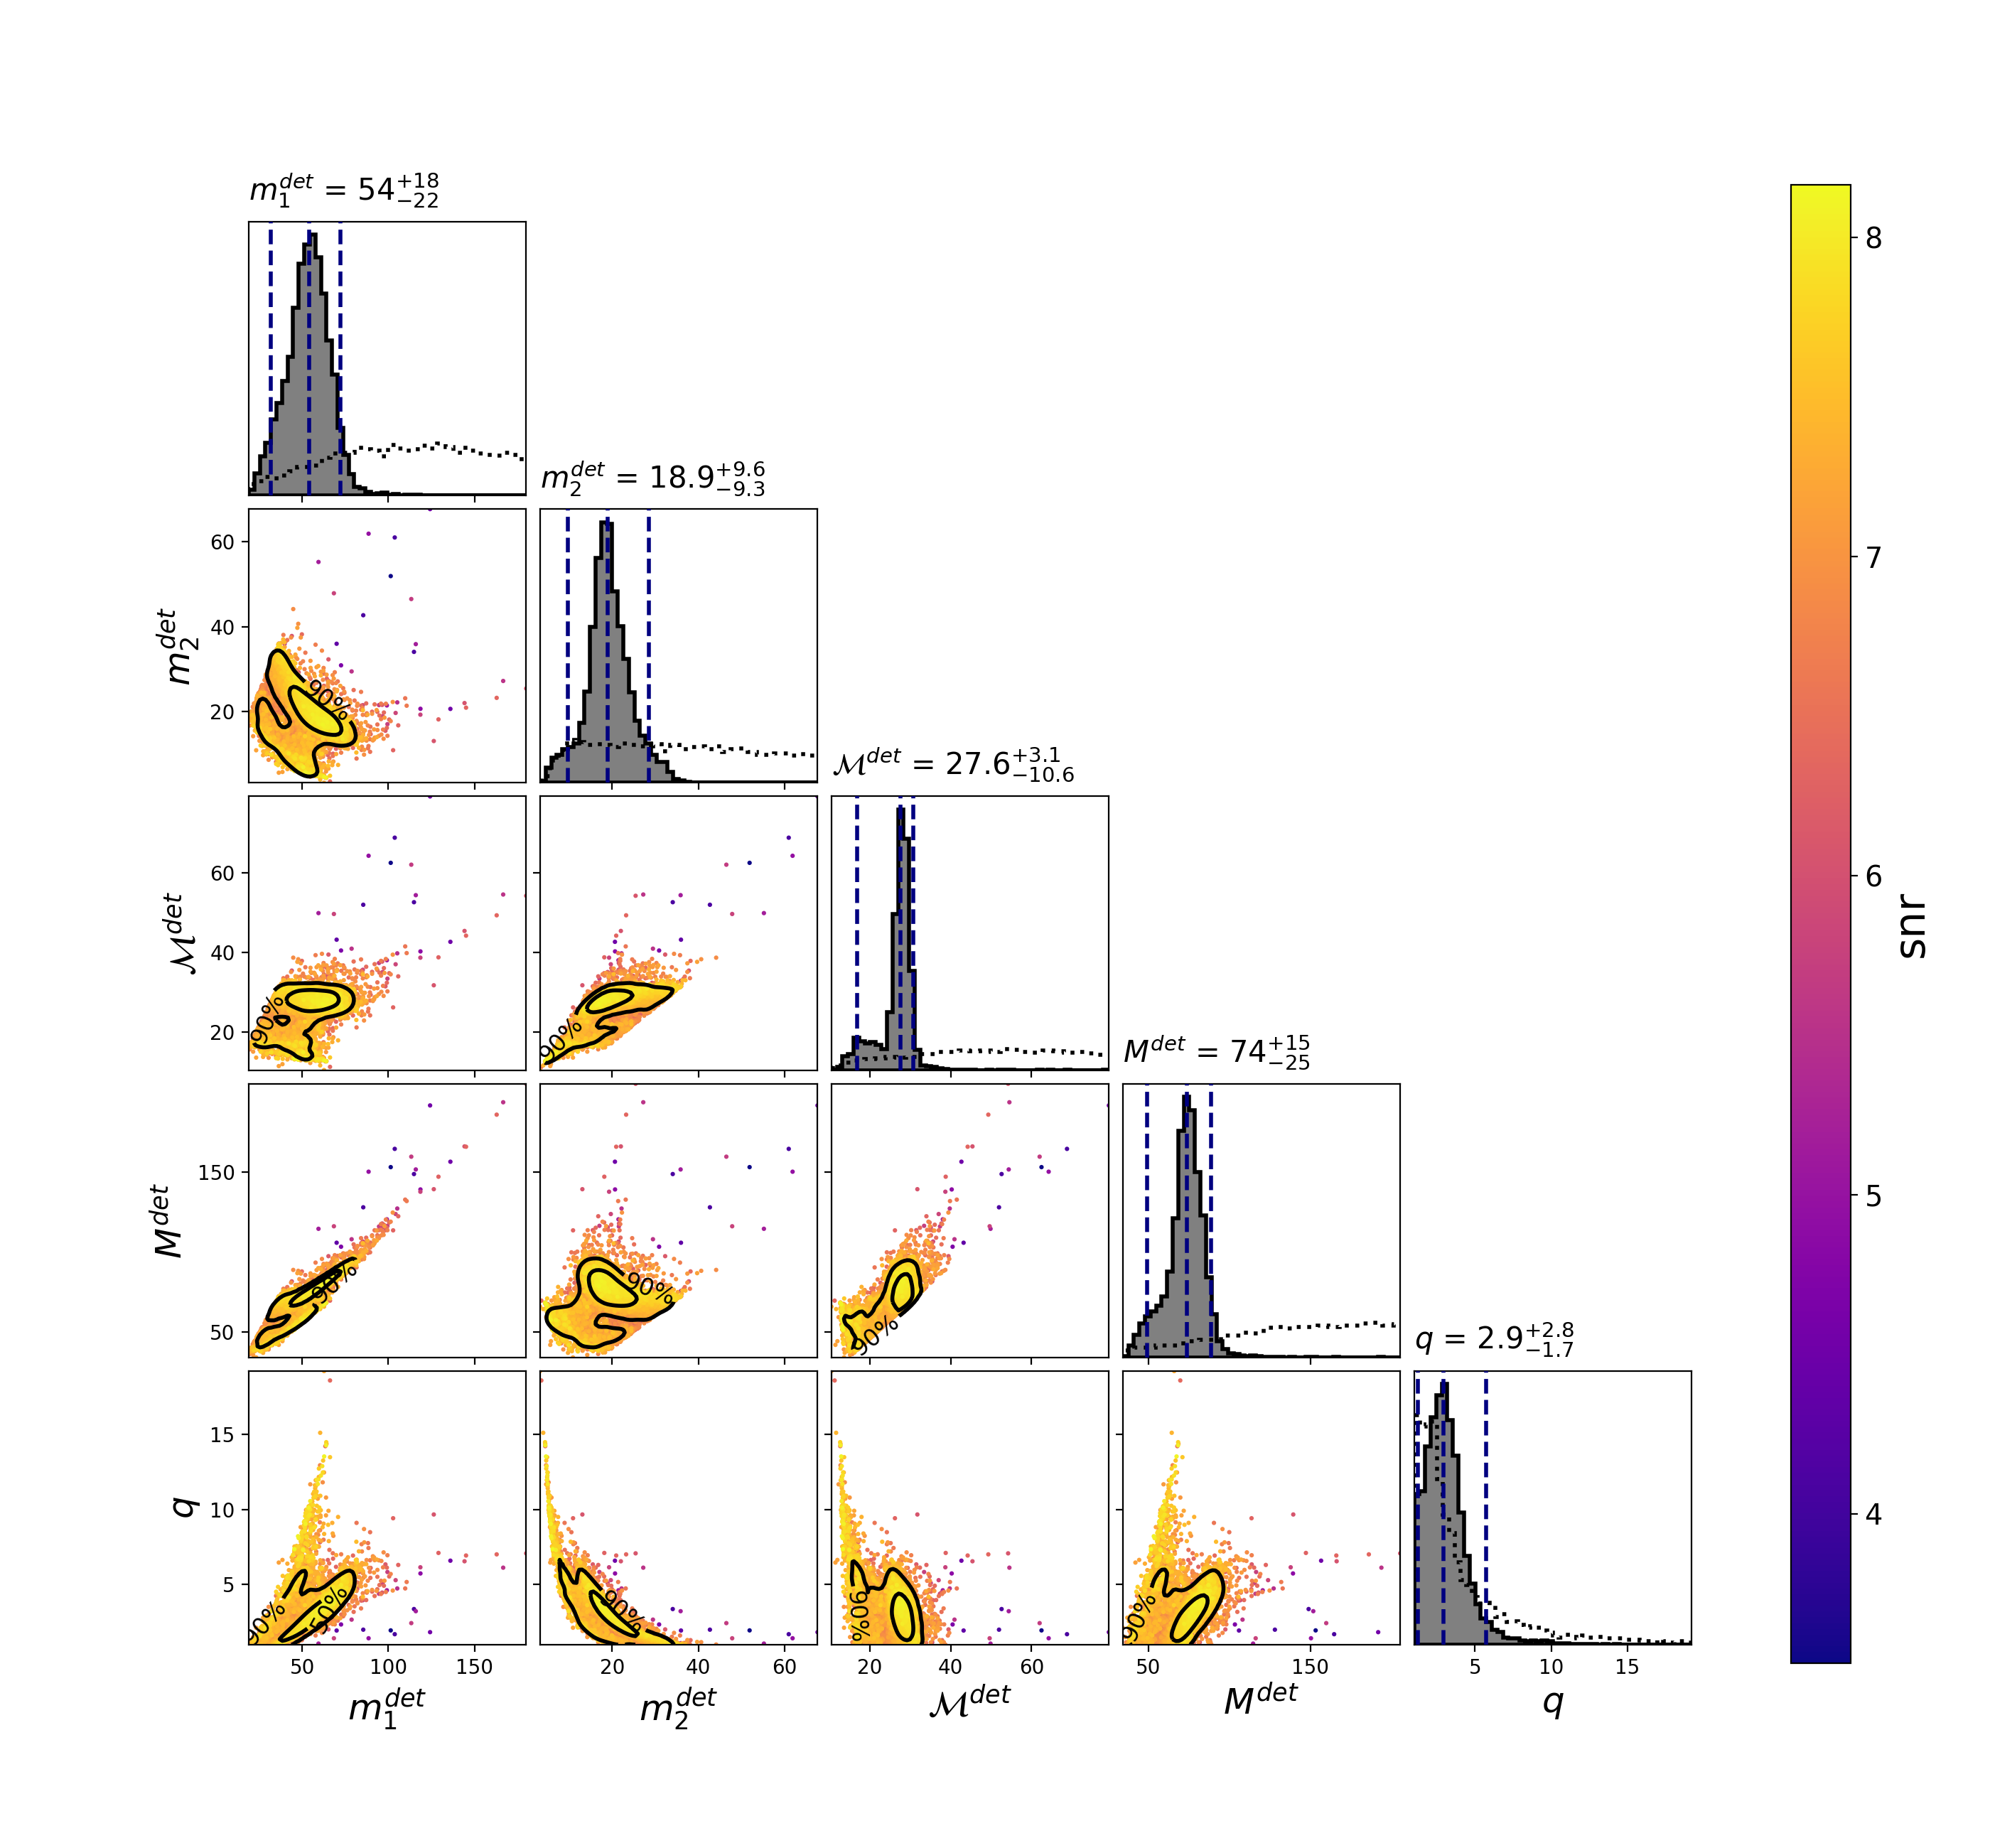 m₁^det = 54^{+18}_{−22}
m₂^det = 18.9^{+9.6}_{−9.3}
60
40
20
m₂^det
90%
ℳ^det = 27.6^{+3.1}_{−10.6}
60
40
20
ℳ^det
90%
90%
M^det = 74^{+15}_{−25}
150
50
M^det
90%
90%
90%
q = 2.9^{+2.8}_{−1.7}
15
10
5
q
90%
50%
90%
90%
90%
50 100 150
20 40 60
20 40 60
50 150
5 10 15
m₁^det
m₂^det
ℳ^det
M^det
q
8
7
6
5
4
snr